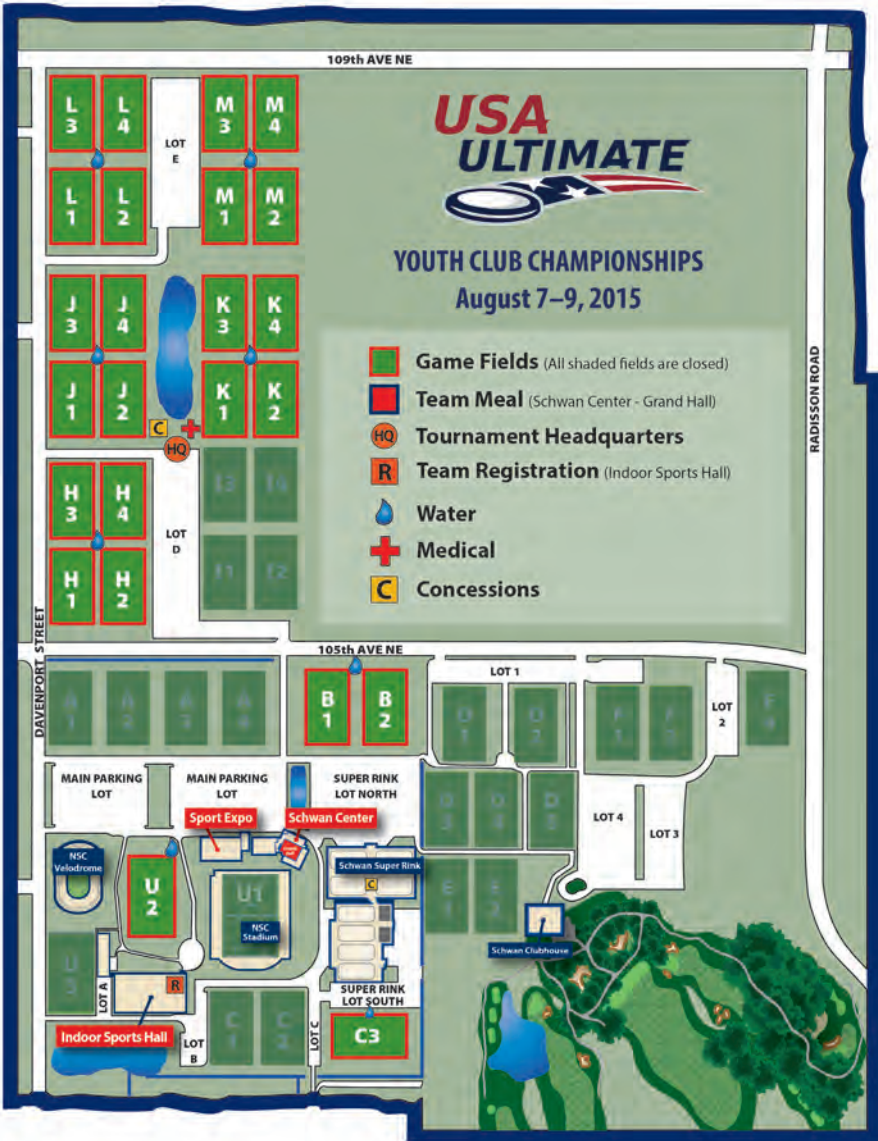 109th AVE NE
L
3
L
4
LOT
E
M
3
M
4
L
1
L
2
M
1
M
2
USA
ULTIMATE
YOUTH CLUB CHAMPIONSHIPS
August 7–9, 2015
J
3
J
4
K
3
K
4
J
1
J
2
K
1
K
2
C
HQ
Game Fields (All shaded fields are closed)
Team Meal (Schwan Center - Grand Hall)
HQ Tournament Headquarters
R Team Registration (Indoor Sports Hall)
Water
Medical
C Concessions
RADISSON ROAD
H
3
H
4
LOT
D
H
1
H
2
DAVENPORT STREET
105th AVE NE
LOT 1
B
1
B
2
LOT
2
MAIN PARKING
LOT
MAIN PARKING
LOT
SUPER RINK
LOT NORTH
LOT 4
LOT 3
Sport Expo
Schwan Center
NSC
Velodrome
U
2
U1
NSC
Stadium
Schwan Super Rink
C
Schwan Clubhouse
LOT A
R
Indoor Sports Hall
LOT
B
C
1
LOT C
SUPER RINK
LOT SOUTH
C3